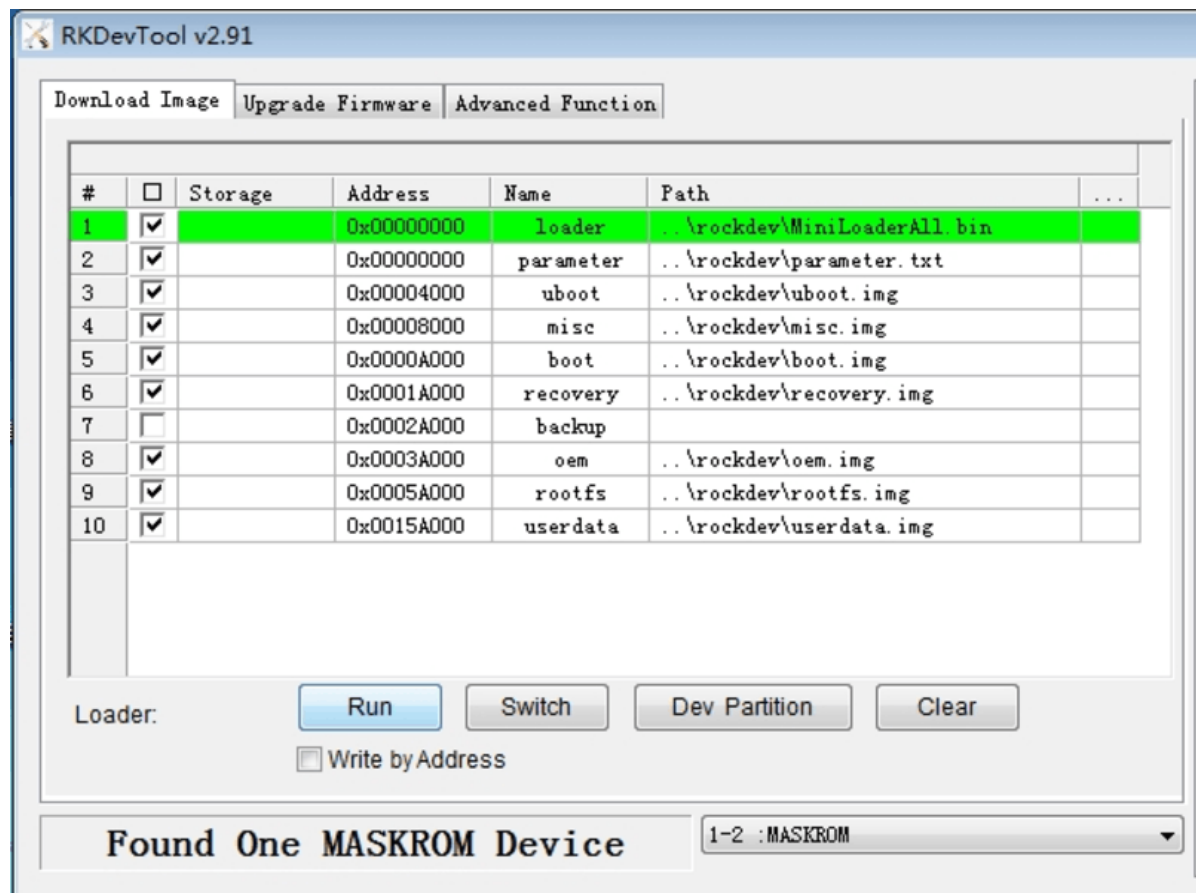 RKDevTool v2.91
Download Image Upgrade Firmware Advanced Function
# Storage Address Name Path ...
1 0x00000000 loader ..\rockdev\MiniLoaderAll.bin
2 0x00000000 parameter ..\rockdev\parameter.txt
3 0x00004000 uboot ..\rockdev\uboot.img
4 0x00008000 misc ..\rockdev\misc.img
5 0x0000A000 boot ..\rockdev\boot.img
6 0x0001A000 recovery ..\rockdev\recovery.img
7 0x0002A000 backup
8 0x0003A000 oem ..\rockdev\oem.img
9 0x0005A000 rootfs ..\rockdev\rootfs.img
10 0x0015A000 userdata ..\rockdev\userdata.img
Loader: Run Switch Dev Partition Clear
Write by Address
Found One MASKROM Device 1-2 :MASKROM